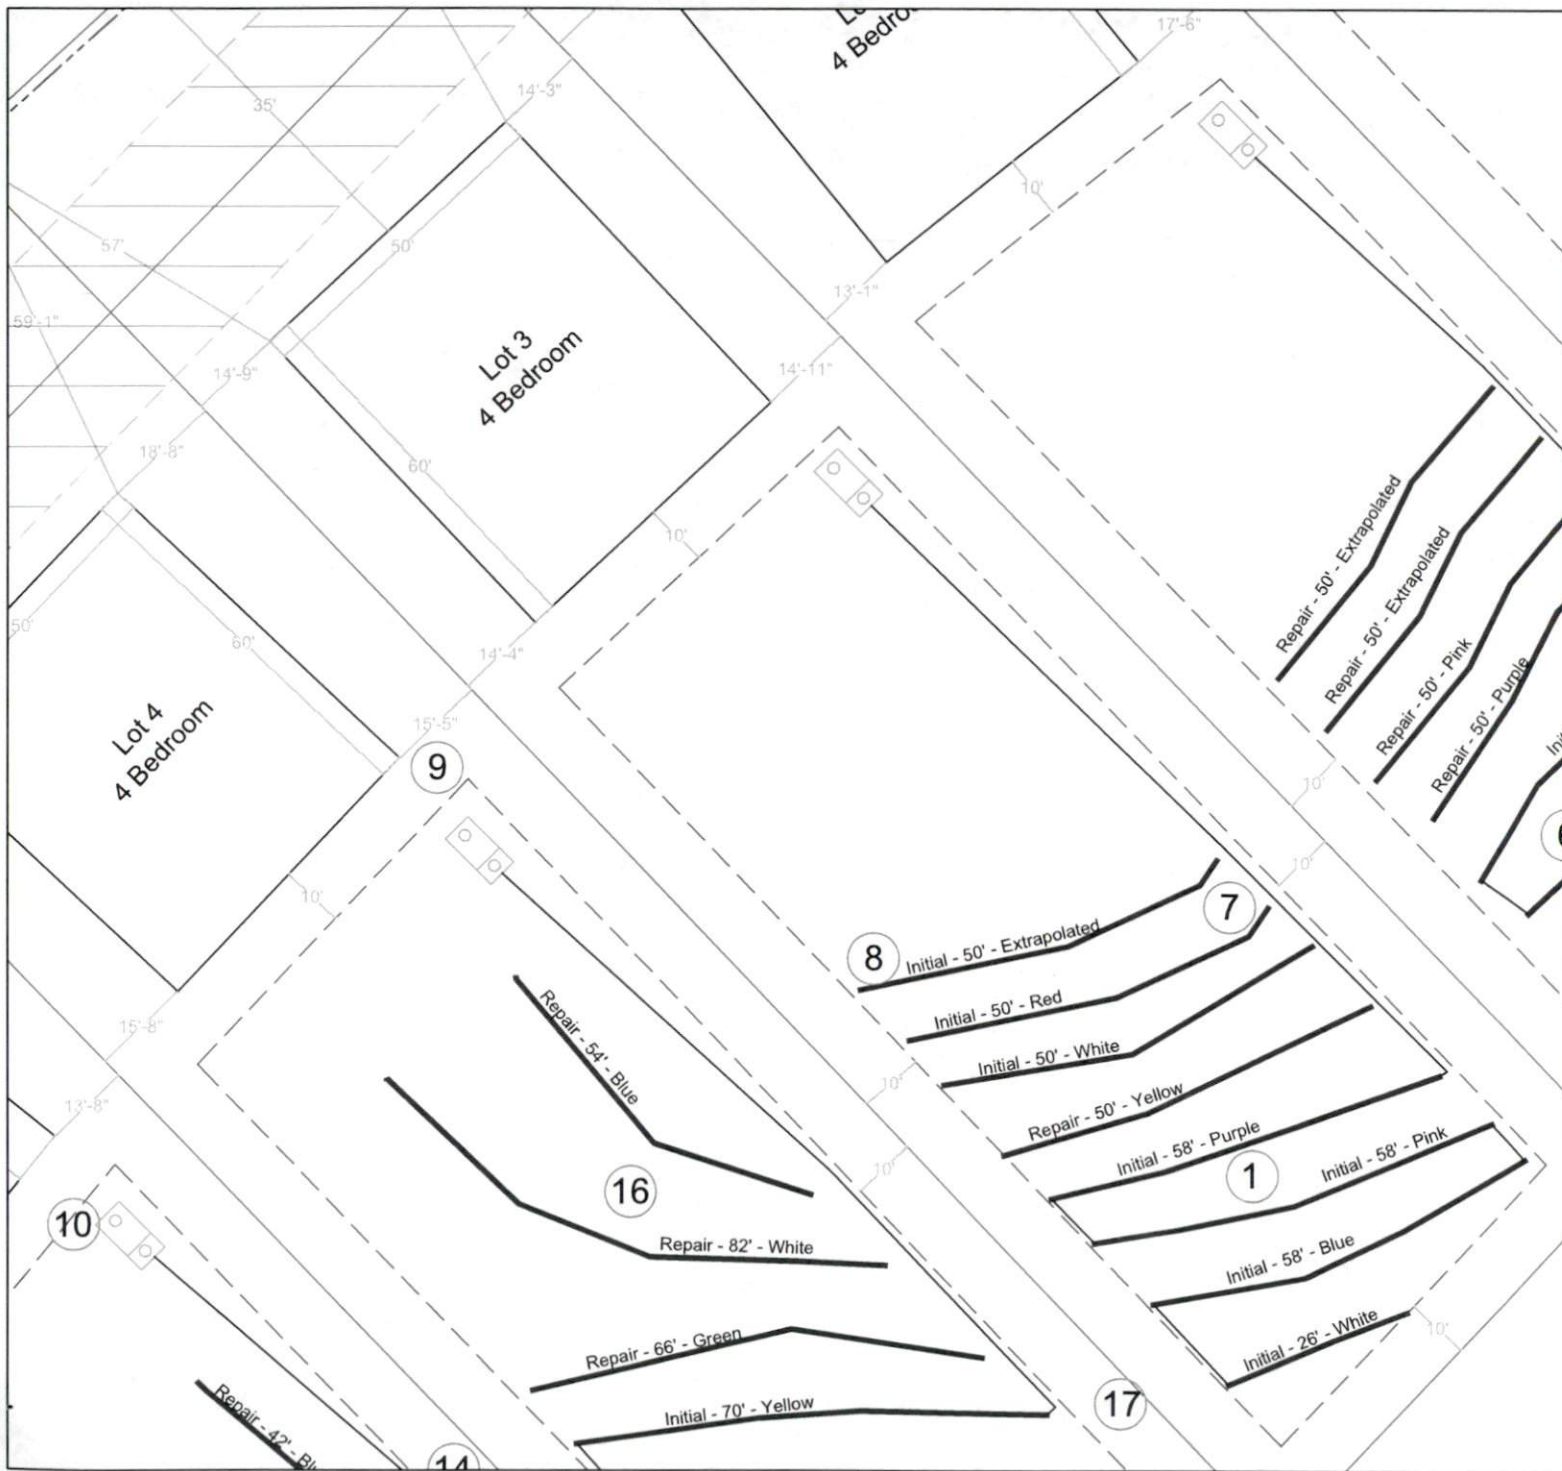 4 Bedroo
17'-6"
14'-3"
35'
10'
57'
50'
13'-1"
59'-1"
14'-9"
Lot 3
4 Bedroom
14'-11"
18'-8"
60'
10'
Repair - 50' - Extrapolated
Repair - 50' - Extrapolated
Repair - 50' - Pink
Repair - 50' - Purple
50'
60'
14'-4"
Lot 4
4 Bedroom
15'-5"
9
10'
10'
10'
7
8
Initial - 50' - Extrapolated
Initial - 50' - Red
Initial - 50' - White
Repair - 50' - Yellow
Initial - 58' - Purple
Initial - 58' - Pink
1
Initial - 58' - Blue
Initial - 26' - White
10'
15'-8"
13'-8"
10'
10'
Repair - 54' - Blue
16
Repair - 82' - White
10
Repair - 66' - Green
Initial - 70' - Yellow
17
Repair - 42' - Bl
14